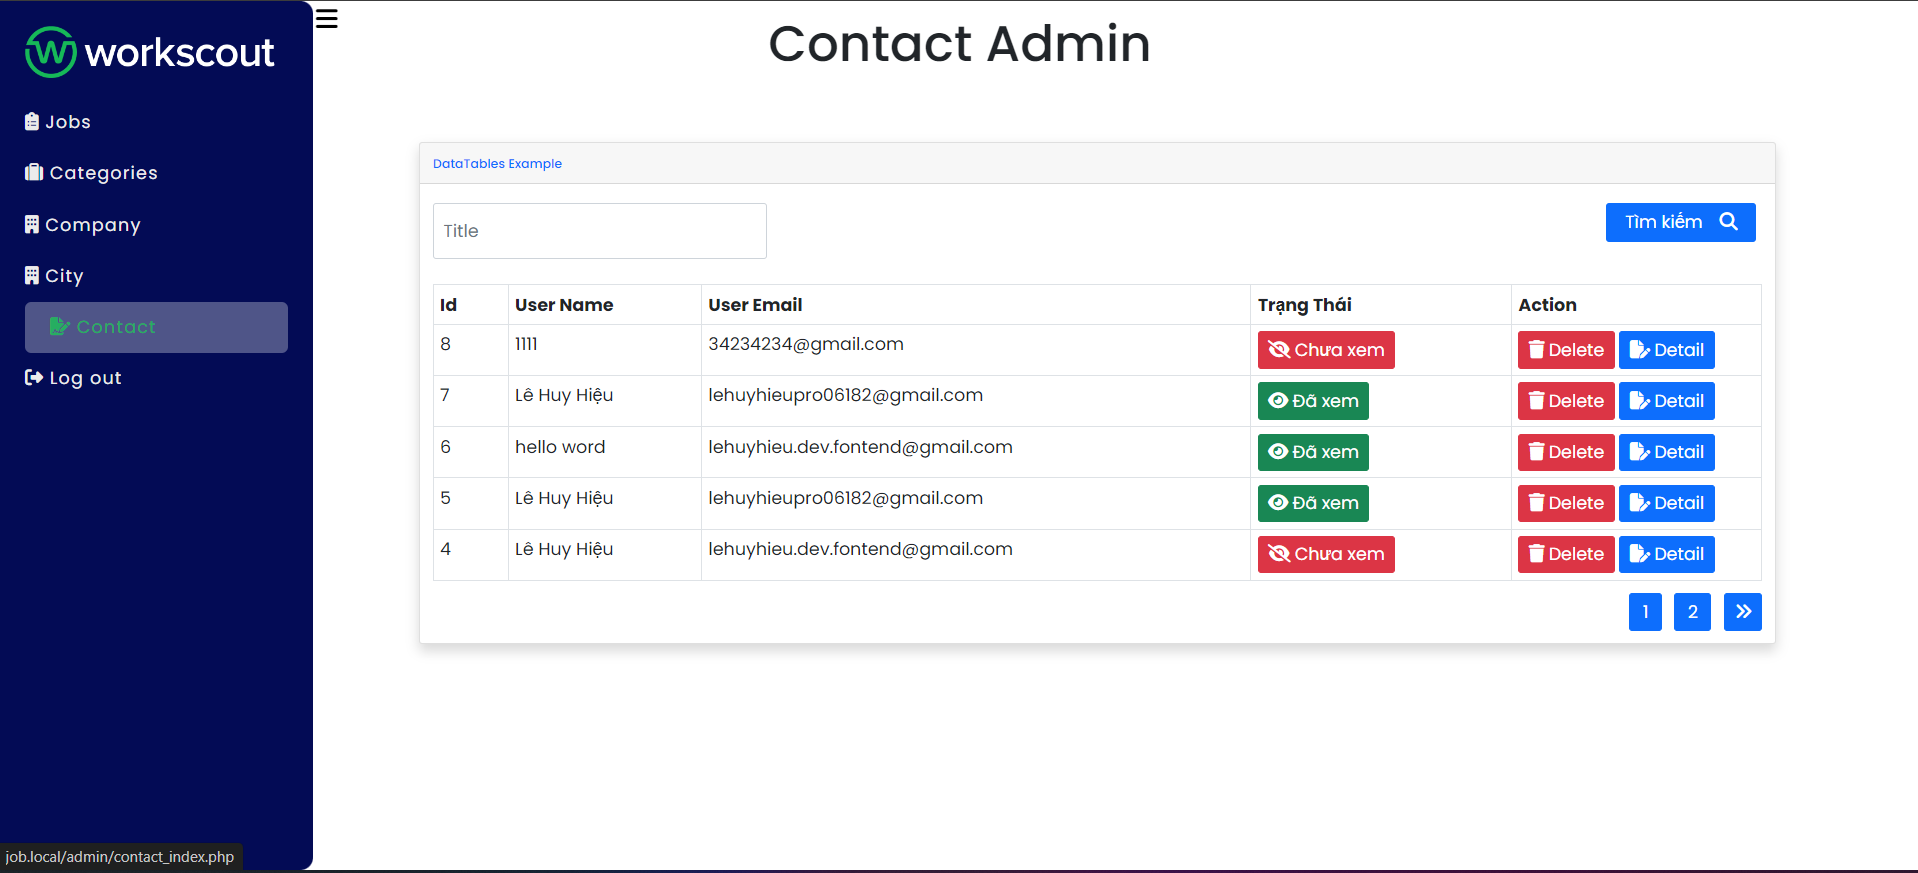 workscout
Jobs
Categories
Company
City
Contact
Log out
Contact Admin
DataTables Example
Title
Tìm kiếm
Id User Name User Email Trạng Thái Action
8 1111 34234234@gmail.com Chưa xem Delete Detail
7 Lê Huy Hiệu lehuyhieupro06182@gmail.com Đã xem Delete Detail
6 hello word lehuyhieu.dev.fontend@gmail.com Đã xem Delete Detail
5 Lê Huy Hiệu lehuyhieupro06182@gmail.com Đã xem Delete Detail
4 Lê Huy Hiệu lehuyhieu.dev.fontend@gmail.com Chưa xem Delete Detail
1 2 »
job.local/admin/contact_index.php